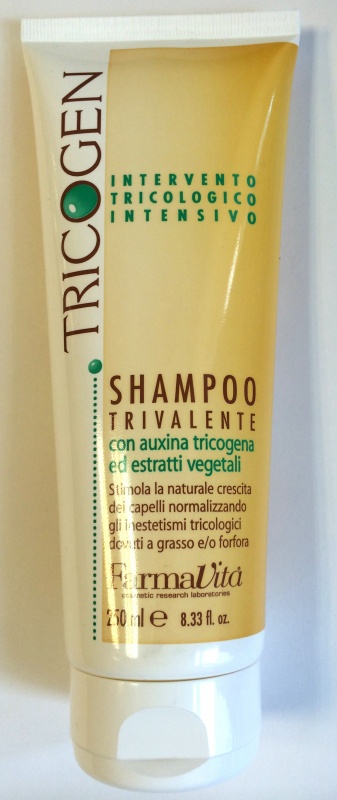 TRICOGEN
INTERVENTO
TRICOLOGICO
INTENSIVO
SHAMPOO
TRIVALENTE
con auxina tricogena
ed estratti vegetali
Stimola la naturale crescita
dei capelli normalizzando
gli inestetismi tricologici
dovuti a grasso e/o forfora
FarmaVita
cosmetic research laboratories
250 ml e 8.33 fl. oz.